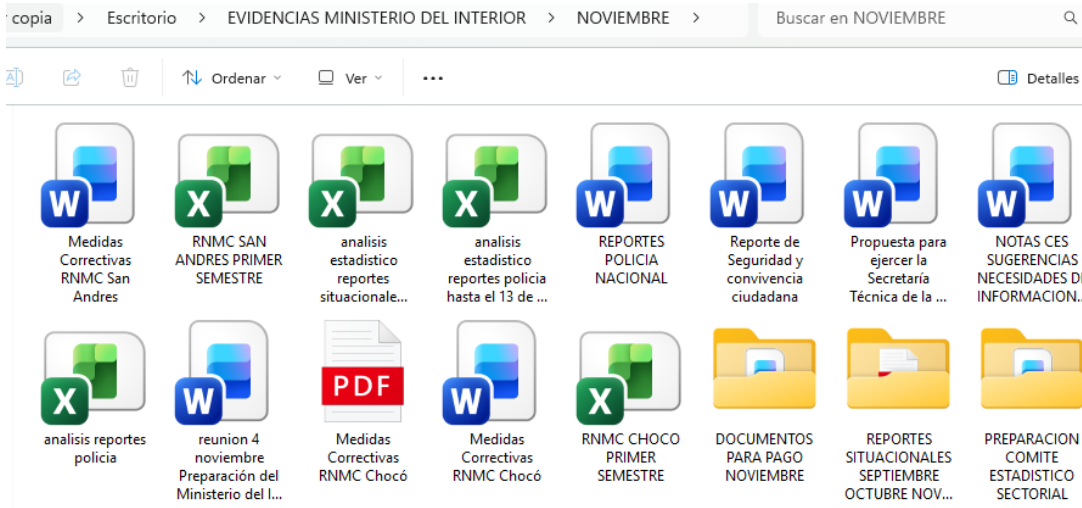 copia > Escritorio > EVIDENCIAS MINISTERIO DEL INTERIOR > NOVIEMBRE > Buscar en NOVIEMBRE
A Ordenar Ver ... Detalles
W X X X W W W W
Medidas Correctivas RNMC San Andres
RNMC SAN ANDRES PRIMER SEMESTRE
analisis estadistico reportes situacionale...
analisis estadistico reportes policia hasta el 13 de ...
REPORTES POLICIA NACIONAL
Reporte de Seguridad y convivencia ciudadana
Propuesta para ejercer la Secretaría Técnica de la ...
NOTAS CES SUGERENCIAS NECESIDADES DE INFORMACION...
X W PDF W X
analisis reportes policia
reunion 4 noviembre Preparación del Ministerio del I...
Medidas Correctivas RNMC Chocó
Medidas Correctivas RNMC Chocó
RNMC CHOCO PRIMER SEMESTRE
DOCUMENTOS PARA PAGO NOVIEMBRE
REPORTES SITUACIONALES SEPTIEMBRE OCTUBRE NOV...
PREPARACION COMITE ESTADISTICO SECTORIAL